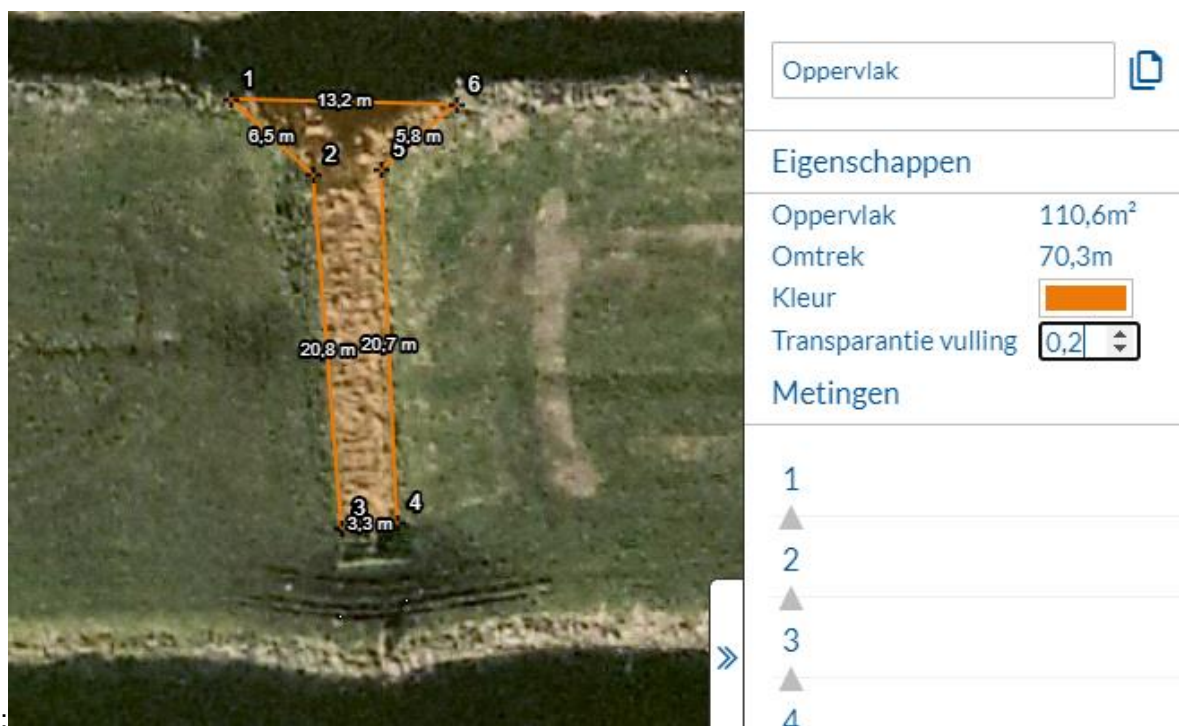 1
6
13,2 m
6,5 m
5,8 m
2
5
20,8 m
20,7 m
3
4
3,3 m
:
Oppervlak
Eigenschappen
Oppervlak 110,6m²
Omtrek 70,3m
Kleur
Transparantie vulling 0,2
Metingen
1
2
3
4